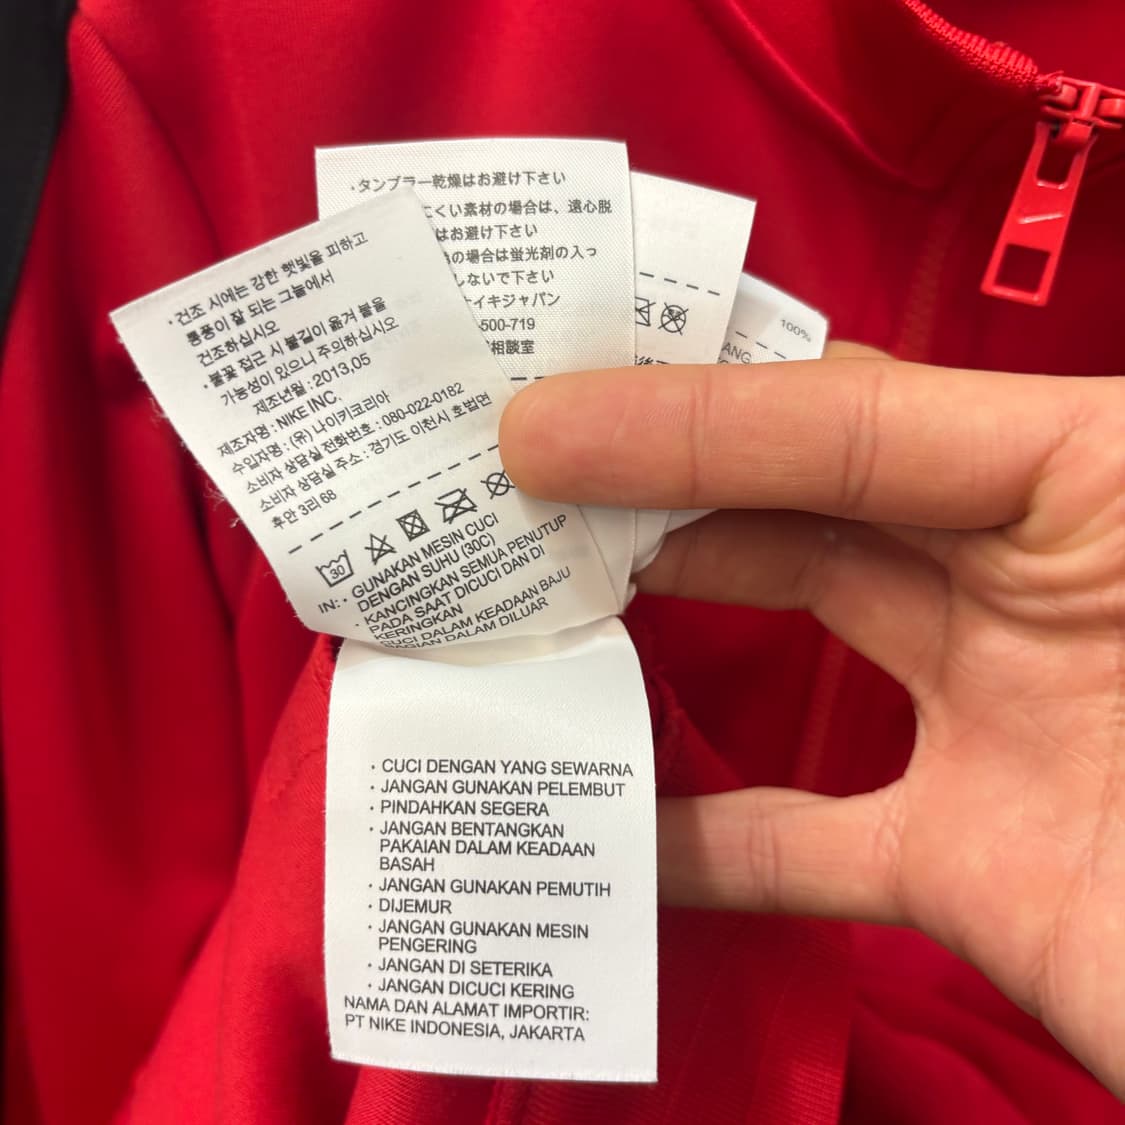 ·건조 시에는 강한 햇빛을 피하고
통풍이 잘 되는 그늘에서
건조하십시오
·불꽃 접근 시 불길이 옮겨 붙을
가능성이 있으니 주의하십시오
제조년월 : 2013.05
제조자명 : NIKE INC.
수입자명 : (유) 나이키코리아
소비자 상담실 전화번호 : 080-022-0182
소비자 상담실 주소 : 경기도 이천시 호법면
후안 3리 68
30
IN: · GUNAKAN MESIN CUCI
DENGAN SUHU (30C)
· KANCINGKAN SEMUA PENUTUP
PADA SAAT DICUCI DAN DI
KERINGKAN
CUCI DALAM KEADAAN BAJU
BAGIAN DALAM DILUAR
·タンブラー乾燥はお避け下さい
にくい素材の場合は、遠心脱
はお避け下さい
の場合は蛍光剤の入っ
しないで下さい
ナイキジャパン
-500-719
相談室
100%
· CUCI DENGAN YANG SEWARNA
· JANGAN GUNAKAN PELEMBUT
· PINDAHKAN SEGERA
· JANGAN BENTANGKAN
PAKAIAN DALAM KEADAAN
BASAH
· JANGAN GUNAKAN PEMUTIH
· DIJEMUR
· JANGAN GUNAKAN MESIN
PENGERING
· JANGAN DI SETERIKA
· JANGAN DICUCI KERING
NAMA DAN ALAMAT IMPORTIR:
PT NIKE INDONESIA, JAKARTA